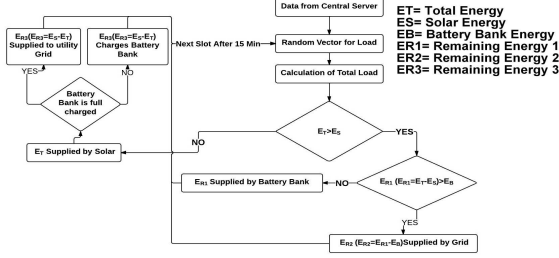 Data from Central Server
ET= Total Energy
ES= Solar Energy
EB= Battery Bank Energy
ER1= Remaining Energy 1
ER2= Remaining Energy 2
ER3= Remaining Energy 3
ER3(ER3=ES-ET)
Supplied to utility
Grid
ER3(ER3=ES-ET)
Charges Battery
Bank
Next Slot After 15 Min
Random Vector for Load
Calculation of Total Load
YES
NO
Battery
Bank is full
charged
ET>ES
NO
YES
ET Supplied by Solar
ER1 Supplied by Battery Bank
NO
ER1 (ER1=ET-ES)>EB
YES
ER2 (ER2=ER1-EB)Supplied by Grid